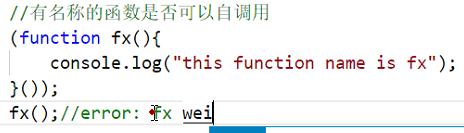 //有名称的函数是否可以自调用
(function fx(){
    console.log("this function name is fx");
}());
fx();//error: fx wei